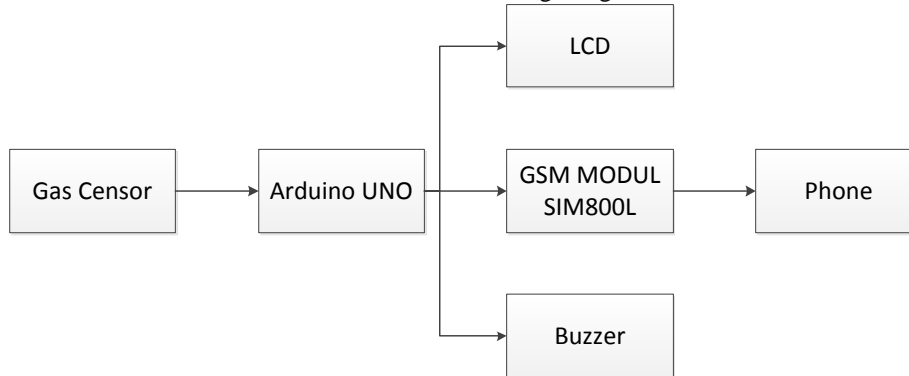 LCD
Gas Censor
Arduino UNO
GSM MODUL
SIM800L
Phone
Buzzer